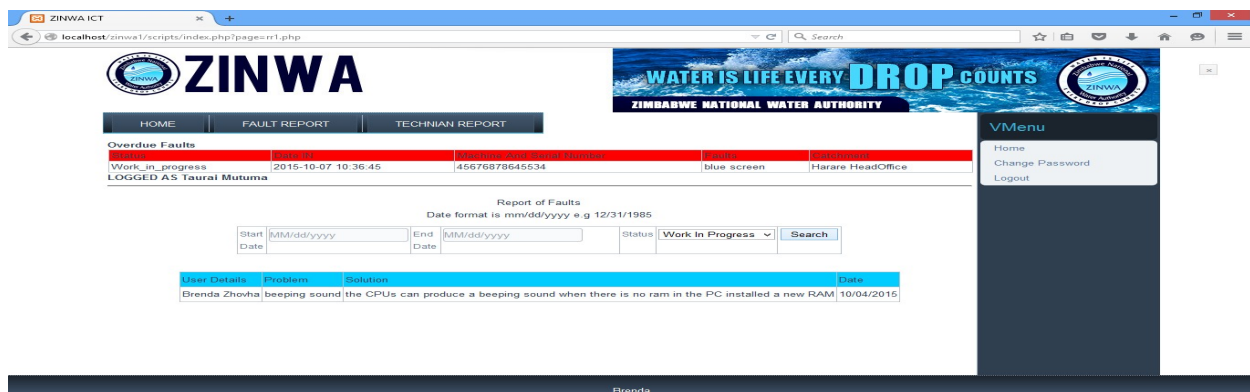 ZINWA ICT
localhost/zinwa1/scripts/index.php?page=rr1.php
Search
ZINWA
ZINWA
WATER IS LIFE EVERY DROP COUNTS
ZIMBABWE NATIONAL WATER AUTHORITY
ZINWA
HOME FAULT REPORT TECHNIAN REPORT
VMenu
Home
Change Password
Logout
Overdue Faults
Status Date IN Machine And Serial Number Faults Catchment
Work_in_progress 2015-10-07 10:36:45 45676878645534 blue screen Harare HeadOffice
LOGGED AS Taurai Mutuma
Report of Faults
Date format is mm/dd/yyyy e.g 12/31/1985
Start Date MM/dd/yyyy End Date MM/dd/yyyy Status Work In Progress Search
User Details Problem Solution Date
Brenda Zhovha beeping sound the CPUs can produce a beeping sound when there is no ram in the PC installed a new RAM 10/04/2015
Brenda